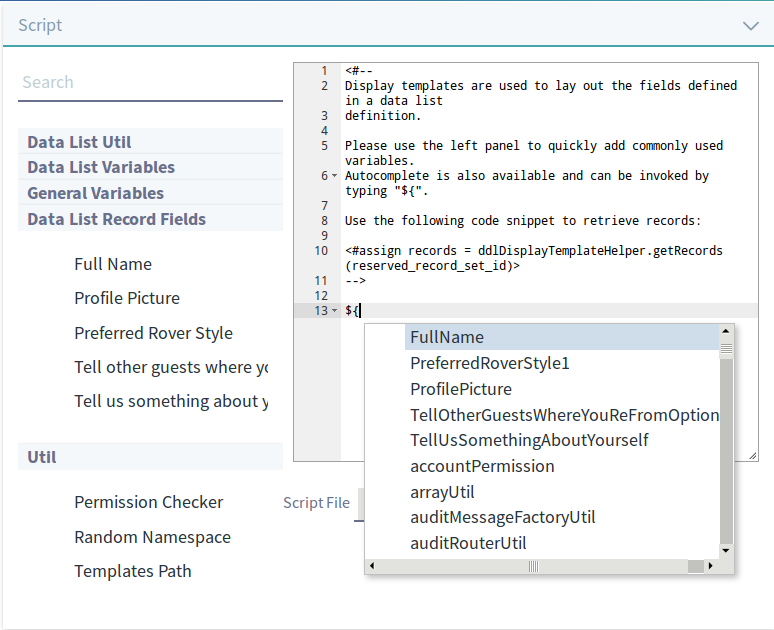 Script
Search
Data List Util
Data List Variables
General Variables
Data List Record Fields
Full Name
Profile Picture
Preferred Rover Style
Tell other guests where yo
Tell us something about y
Util
Permission Checker
Random Namespace
Templates Path
1 <#--
2 Display templates are used to lay out the fields defined
in a data list
3 definition.
4
5 Please use the left panel to quickly add commonly used
variables.
6 Autocomplete is also available and can be invoked by
typing "${".
7
8 Use the following code snippet to retrieve records:
9
10 <#assign records = ddlDisplayTemplateHelper.getRecords
(reserved_record_set_id)>
11 -->
12
13 ${
FullName
PreferredRoverStyle1
ProfilePicture
TellOtherGuestsWhereYouReFromOption
TellUsSomethingAboutYourself
accountPermission
arrayUtil
auditMessageFactoryUtil
auditRouterUtil
Script File